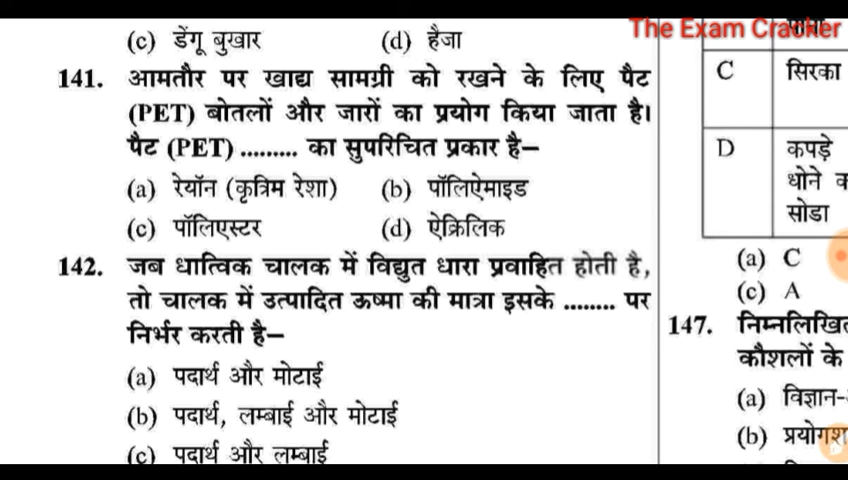 The Exam Cracker
(c) डेंगू बुखार (d) हैजा
141. आमतौर पर खाद्य सामग्री को रखने के लिए पैट
(PET) बोतलों और जारों का प्रयोग किया जाता है।
पैट (PET) ......... का सुपरिचित प्रकार है–
(a) रेयॉन (कृत्रिम रेशा) (b) पॉलिऐमाइड
(c) पॉलिएस्टर (d) ऐक्रिलिक
142. जब धात्विक चालक में विद्युत धारा प्रवाहित होती है,
तो चालक में उत्पादित ऊष्मा की मात्रा इसके ........ पर
निर्भर करती है–
(a) पदार्थ और मोटाई
(b) पदार्थ, लम्बाई और मोटाई
(c) पदार्थ और लम्बाई
C सिरका
D कपड़े
धोने
सोडा
(a) C
(c) A
147. निम्नलिखित
कौशलों के
(a) विज्ञान-
(b) प्रयोगश